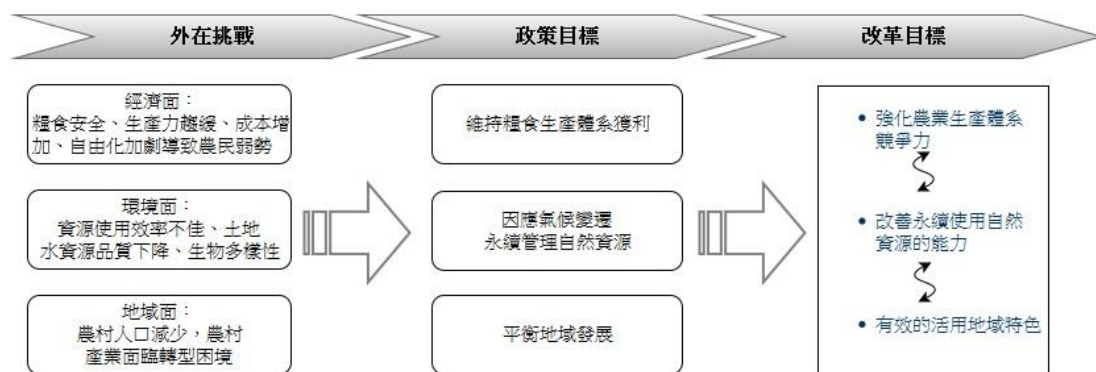 外在挑戰
政策目標
改革目標
經濟面：
糧食安全、生產力趨緩、成本增
加、自由化加劇導致農民弱勢
環境面：
資源使用效率不佳、土地
水資源品質下降、生物多樣性
地域面：
農村人口減少，農村
產業面臨轉型困境
維持糧食生產體系獲利
因應氣候變遷
永續管理自然資源
平衡地域發展
• 強化農業生產體系
競爭力
• 改善永續使用自然
資源的能力
• 有效的活用地域特色